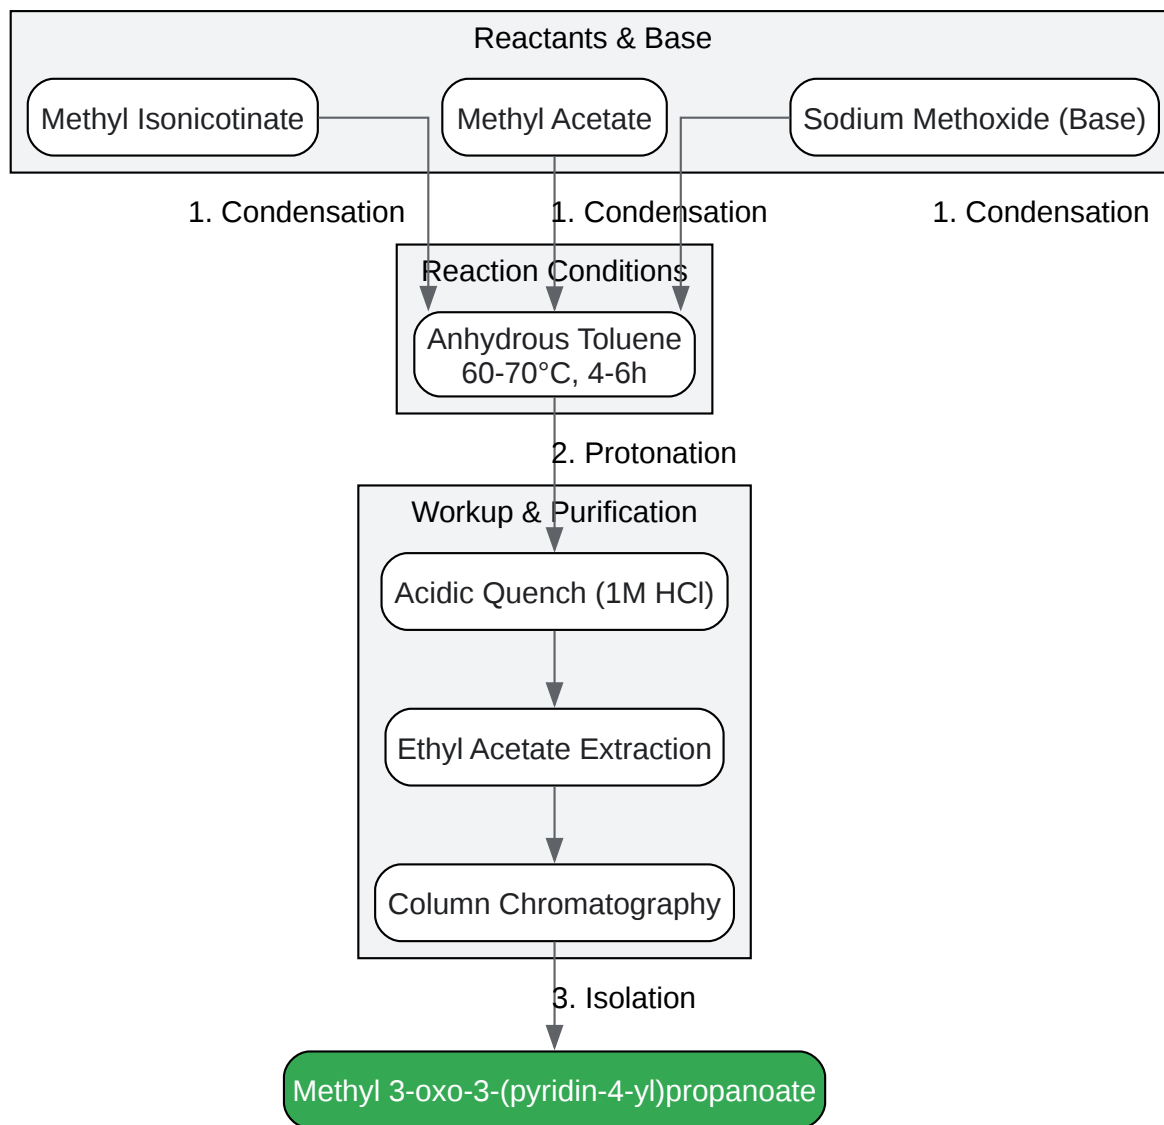 Reactants & Base
Methyl Isonicotinate
Methyl Acetate
Sodium Methoxide (Base)
1. Condensation
1. Condensation
1. Condensation
Reaction Conditions
Anhydrous Toluene
60-70°C, 4-6h
2. Protonation
Workup & Purification
Acidic Quench (1M HCl)
Ethyl Acetate Extraction
Column Chromatography
3. Isolation
Methyl 3-oxo-3-(pyridin-4-yl)propanoate